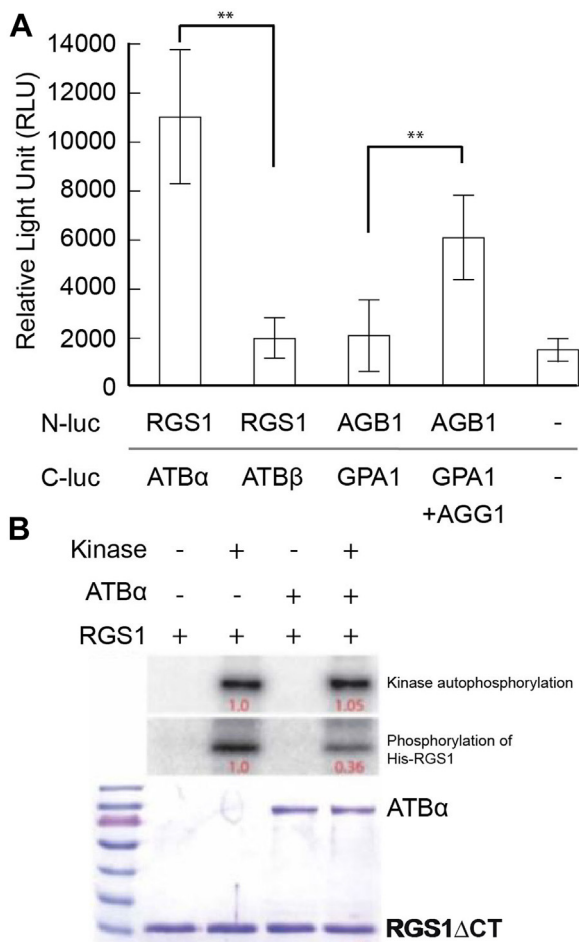 A
Relative Light Unit (RLU)
14000
12000
10000
8000
6000
4000
2000
0
**
**
N-luc RGS1 RGS1 AGB1 AGB1 -
C-luc ATBα ATBβ GPA1 GPA1 -
+AGG1
B
Kinase - + - +
ATBα - - + +
RGS1 + + + +
Kinase autophosphorylation
1.0 1.05
Phosphorylation of
His-RGS1
1.0 0.36
ATBα
RGS1ΔCT